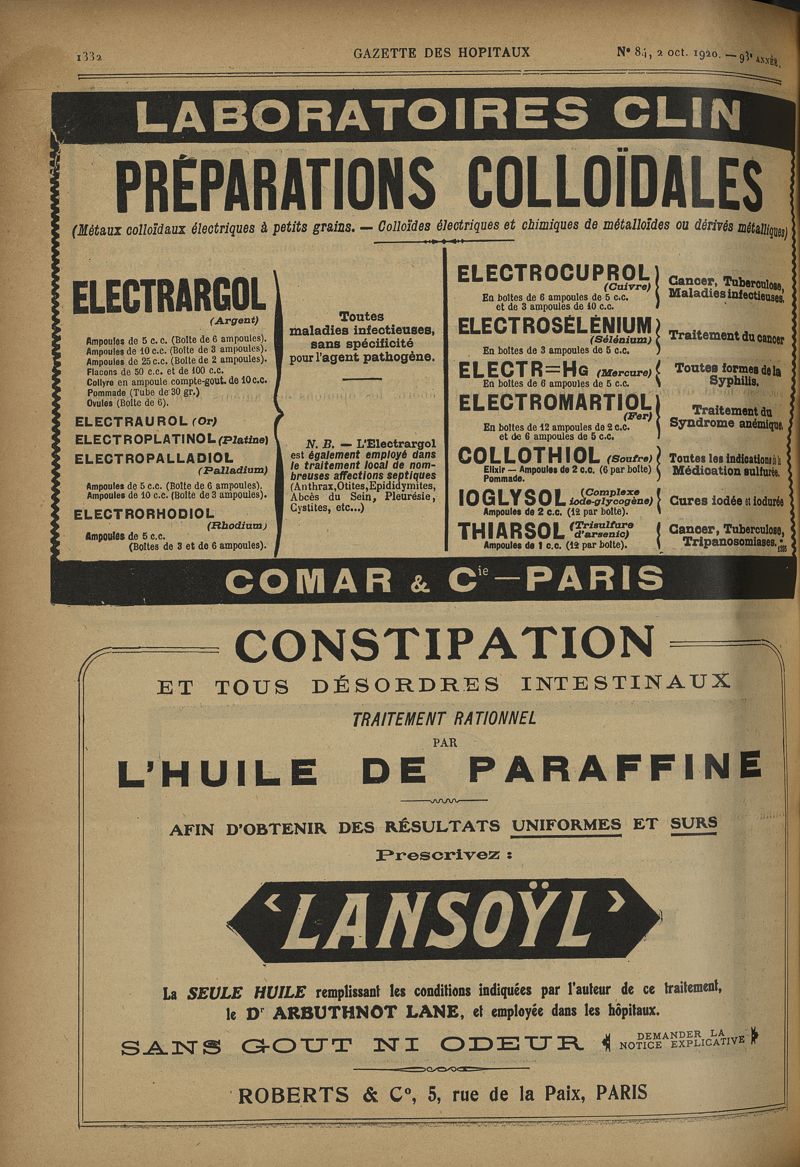 1332
GAZETTE DES HOPITAUX
N° 84, 2 oct. 1920. — 93e ANNÉE.
LABORATOIRES CLIN
PRÉPARATIONS COLLOÏDALES
(Métaux colloïdaux électriques à petits grains. — Colloïdes électriques et chimiques de métalloïdes ou dérivés métalliques)
ELECTRARGOL
(Argent)
Ampoules de 5 c. c. (Boîte de 6 ampoules).
Ampoules de 10 c.c. (Boîte de 3 ampoules).
Ampoules de 25 c.c. (Boîte de 2 ampoules).
Flacons de 50 c.c. et de 100 c.c.
Collyre en ampoule compte-gout. de 10 c.c.
Pommade (Tube de 30 gr.)
Ovules (Boîte de 6).
ELECTRAUROL (Or)
ELECTROPLATINOL (Platine)
ELECTROPALLADIOL
(Palladium)
Ampoules de 5 c.c. (Boîte de 6 ampoules).
Ampoules de 10 c.c. (Boîte de 3 ampoules).
ELECTRORHODIOL
(Rhodium)
Ampoules de 5 c.c.
(Boîtes de 3 et de 6 ampoules).
Toutes
maladies infectieuses,
sans spécificité
pour l'agent pathogène.
N. B. — L'Electrargol
est également employé dans
le traitement local de nom-
breuses affections septiques
(Anthrax, Otites, Epididymites,
Abcès du Sein, Pleurésie,
Cystites, etc...)
ELECTROCUPROL
(Cuivre)
En boîtes de 6 ampoules de 5 c.c.
et de 3 ampoules de 10 c.c.
Cancer, Tuberculose,
Maladies infectieuses.
ELECTROSÉLÉNIUM
(Sélénium)
En boîtes de 3 ampoules de 5 c.c.
Traitement du cancer
ELECTR=HG (Mercure)
En boîtes de 6 ampoules de 5 c.c.
Toutes formes de la
Syphilis.
ELECTROMARTIOL
(Fer)
En boîtes de 12 ampoules de 2 c.c.
et de 6 ampoules de 5 c.c.
Traitement du
Syndrome anémique.
COLLOTHIOL (Soufre)
Elixir — Ampoules de 2 c.c. (6 par boîte)
Pommade.
Toutes les indications de la
Médication sulfurée.
IOGLYSOL (Complexe
iode-glycogène)
Ampoules de 2 c.c. (12 par boîte).
Cures iodée et iodurée
THIARSOL (Trisulfure
d'arsenic)
Ampoules de 1 c.c. (12 par boîte).
Cancer, Tuberculose,
Tripanosomiases.
COMAR & Cie — PARIS
CONSTIPATION
ET TOUS DÉSORDRES INTESTINAUX
TRAITEMENT RATIONNEL
PAR
L'HUILE DE PARAFFINE
AFIN D'OBTENIR DES RÉSULTATS UNIFORMES ET SURS
Prescrivez :
‘LANSOŸL’
La SEULE HUILE remplissant les conditions indiquées par l'auteur de ce traitement,
le Dr ARBUTHNOT LANE, et employée dans les hôpitaux.
SANS GOUT NI ODEUR
DEMANDER LA
NOTICE EXPLICATIVE
ROBERTS & Co, 5, rue de la Paix, PARIS